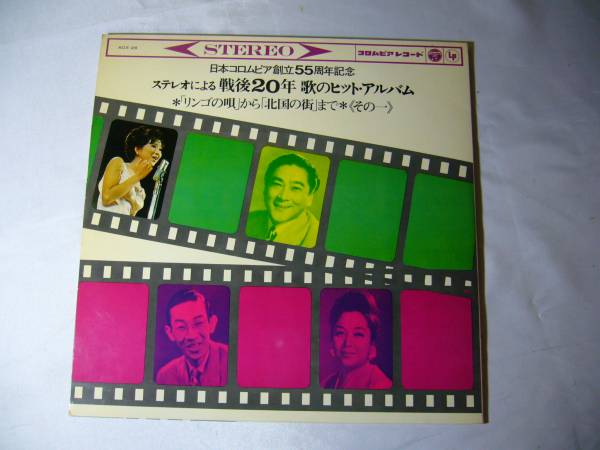 STEREO
コロムビアレコード
LP
日本コロムビア創立55周年記念
ステレオによる 戦後20年 歌のヒット・アルバム
*「リンゴの唄」から「北国の街」まで*《その一》